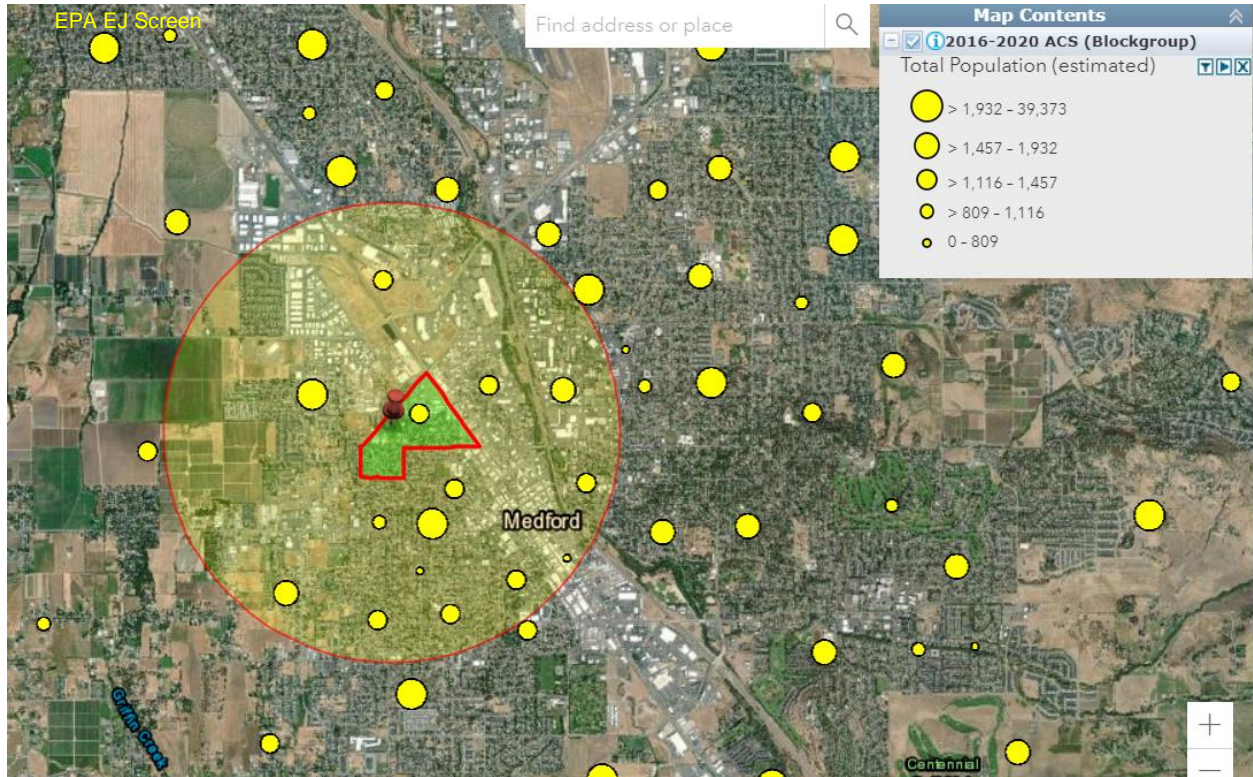 EPA EJ Screen
Find address or place
Map Contents
2016-2020 ACS (Blockgroup)
Total Population (estimated)
> 1,932 - 39,373
> 1,457 - 1,932
> 1,116 - 1,457
> 809 - 1,116
0 - 809
Medford
Griffin Creek
Centennial